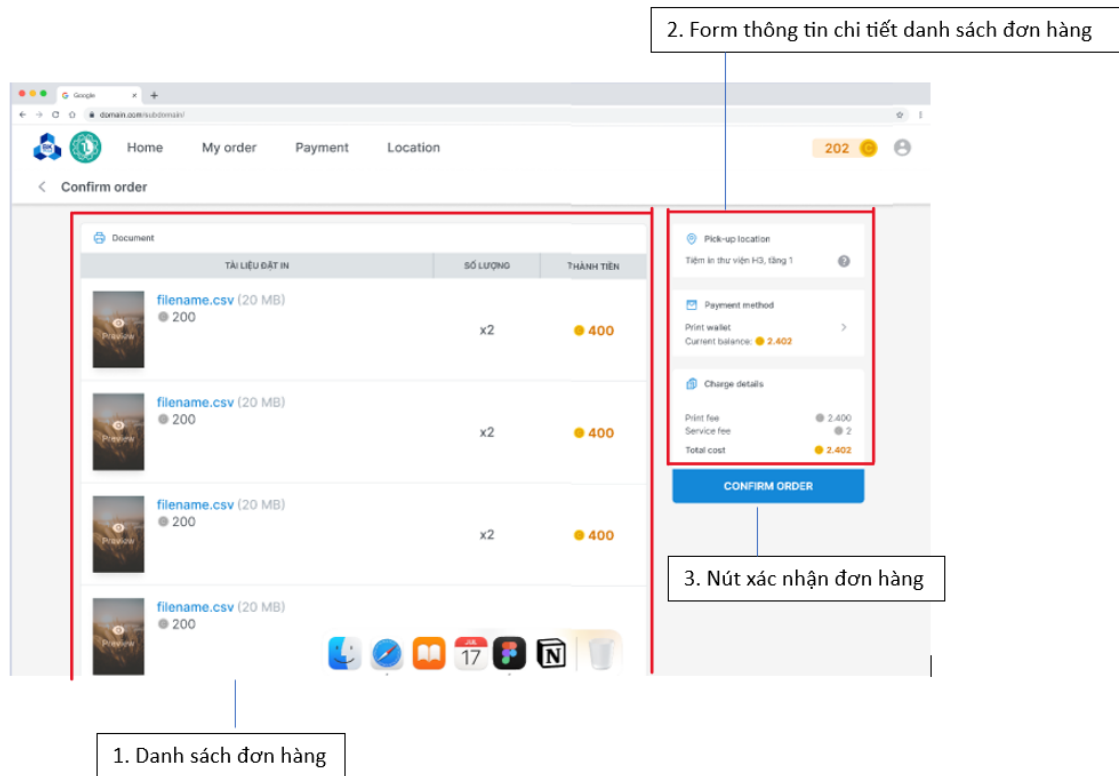 2. Form thông tin chi tiết danh sách đơn hàng
Google
domain.com/subdomain/
Home My order Payment Location 202
Confirm order
Document
TÀI LIỆU ĐẶT IN SỐ LƯỢNG THÀNH TIỀN
filename.csv (20 MB)
200
Preview
x2 400
filename.csv (20 MB)
200
Preview
x2 400
filename.csv (20 MB)
200
Preview
x2 400
filename.csv (20 MB)
200
Preview
Pick-up location
Tiệm in thư viện H3, tầng 1
Payment method
Print wallet
Current balance: 2.402
Charge details
Print fee 2.400
Service fee 2
Total cost 2.402
CONFIRM ORDER
3. Nút xác nhận đơn hàng
JUL
17
1. Danh sách đơn hàng